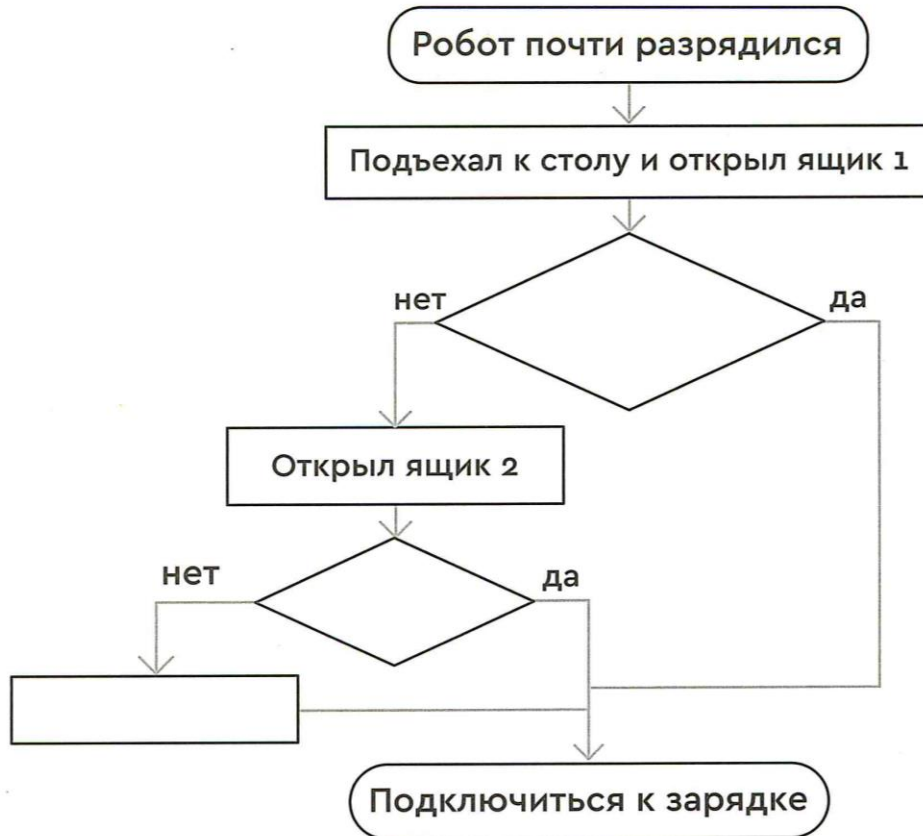 Робот почти разрядился
Подъехал к столу и открыл ящик 1
нет
да
Открыл ящик 2
нет
да
Подключиться к зарядке